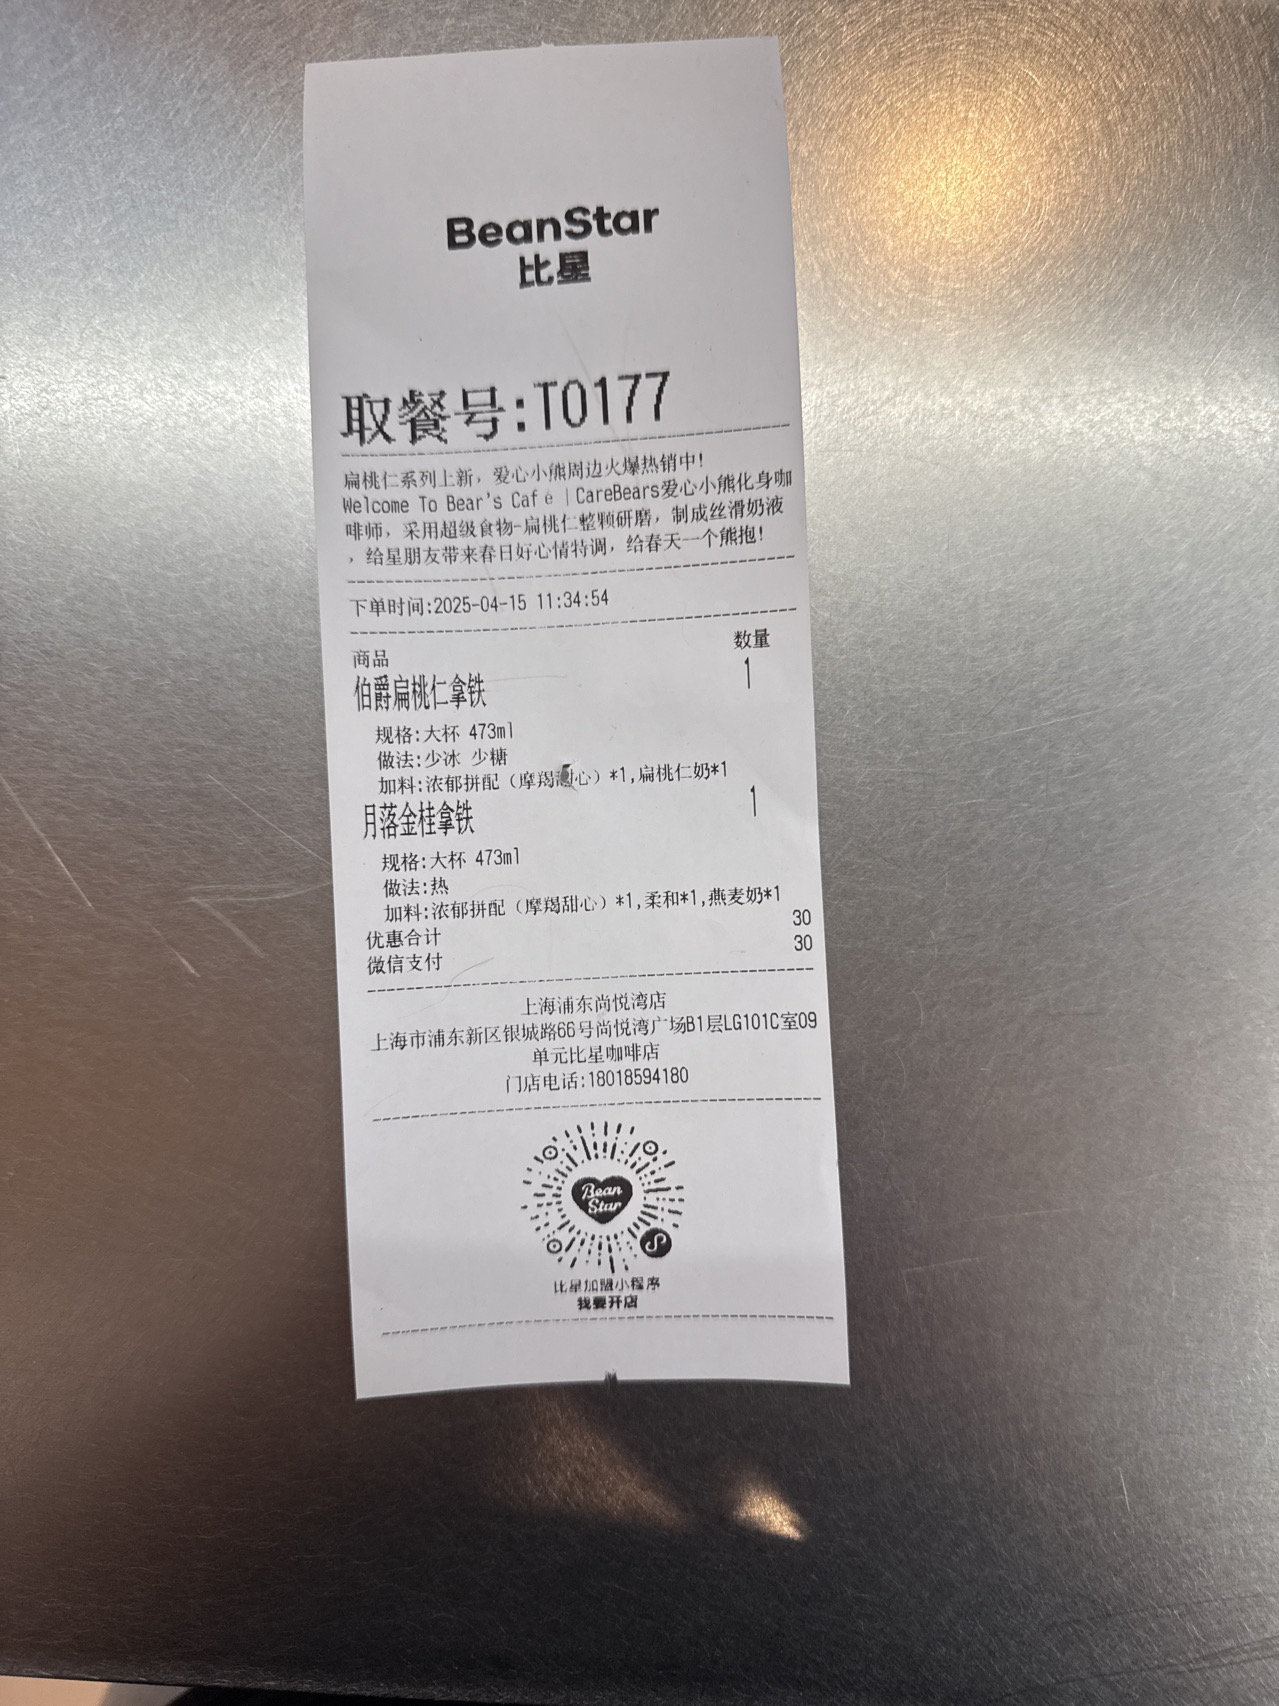 BeanStar
比星
取餐号:T0177
扁桃仁系列上新，爱心小熊周边火爆热销中!
Welcome To Bear's Café |CareBears爱心小熊化身咖
啡师，采用超级食物-扁桃仁整颗研磨，制成丝滑奶液
，给星朋友带来春日好心情特调，给春天一个熊抱!
下单时间:2025-04-15 11:34:54
商品 数量
伯爵扁桃仁拿铁 1
规格:大杯 473ml
做法:少冰 少糖
加料:浓郁拼配（摩羯甜心）*1,扁桃仁奶*1
月落金桂拿铁 1
规格:大杯 473ml
做法:热
加料:浓郁拼配（摩羯甜心）*1,柔和*1,燕麦奶*1
优惠合计 30
微信支付 30
上海浦东尚悦湾店
上海市浦东新区银城路66号尚悦湾广场B1层LG101C室09
单元比星咖啡店
门店电话:18018594180
Bean
Star
比星加盟小程序
我要开店